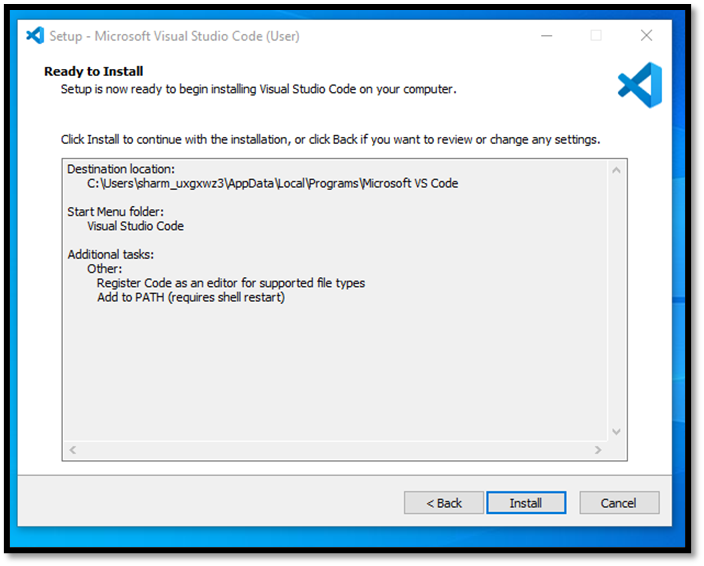 Setup - Microsoft Visual Studio Code (User)
Ready to Install
Setup is now ready to begin installing Visual Studio Code on your computer.
Click Install to continue with the installation, or click Back if you want to review or change any settings.
Destination location:
C:\Users\sharm_uxgxwz3\AppData\Local\Programs\Microsoft VS Code
Start Menu folder:
Visual Studio Code
Additional tasks:
Other:
Register Code as an editor for supported file types
Add to PATH (requires shell restart)
< Back
Install
Cancel